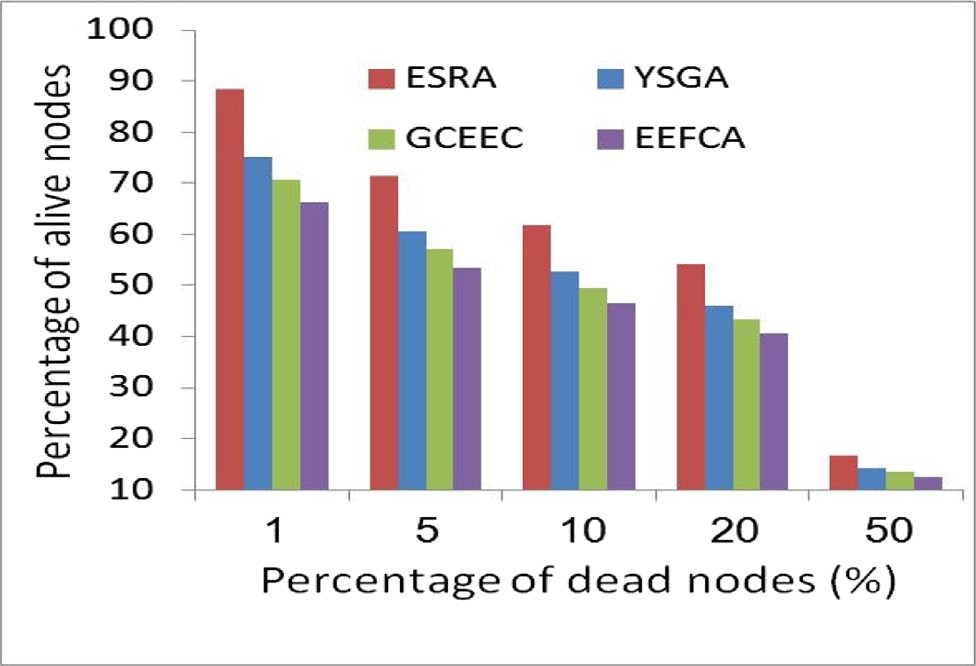 Percentage of alive nodes
100
90
80
70
60
50
40
30
20
10
ESRA
YSGA
GCEEC
EEFCA
1
5
10
20
50
Percentage of dead nodes (%)